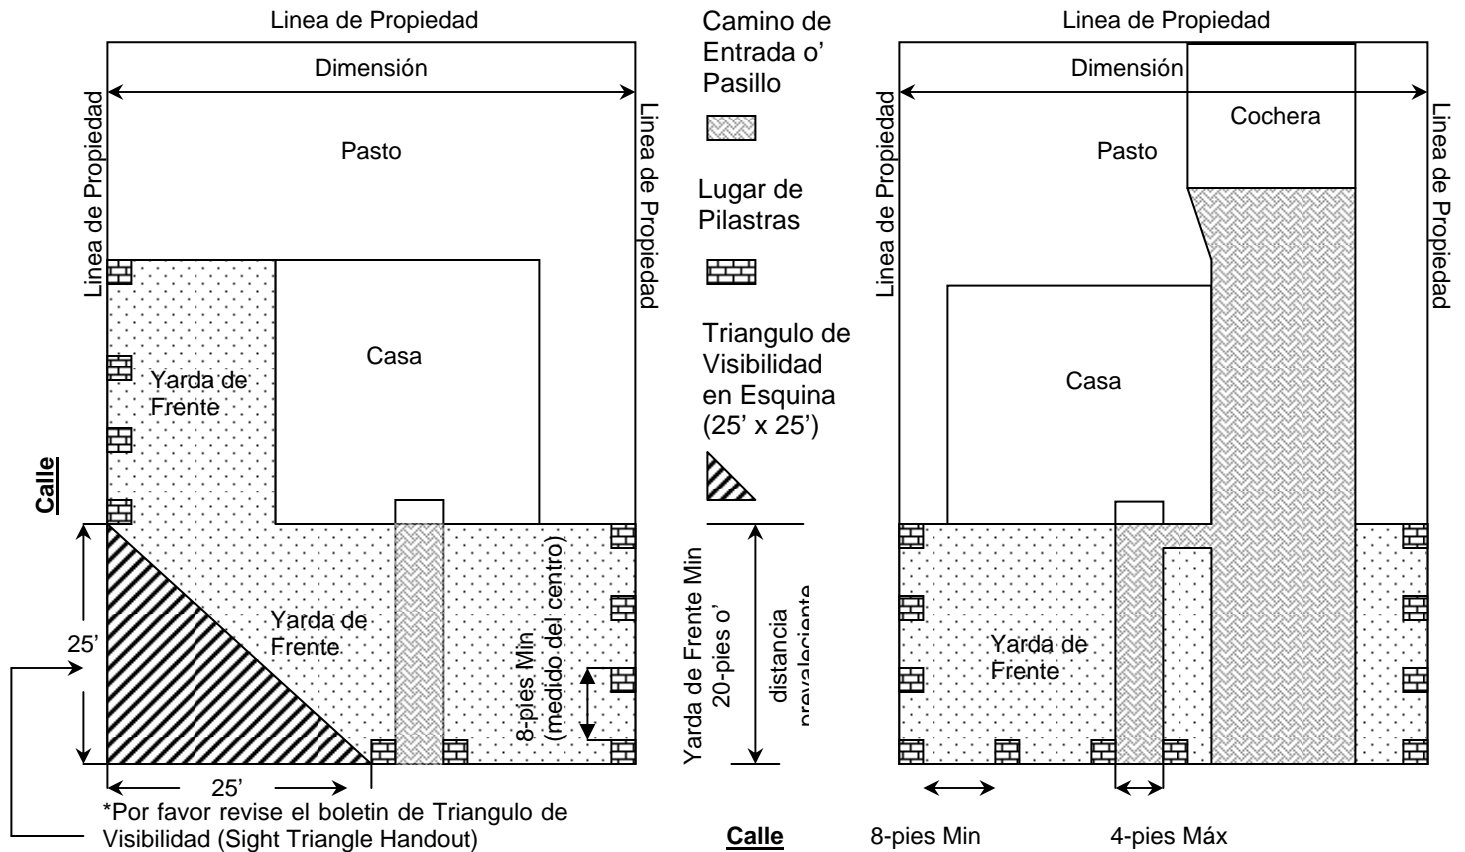 Linea de Propiedad
Dimensión
Linea de Propiedad
Pasto
Linea de Propiedad
Casa
Yarda de
Frente
Calle
25’
Yarda de
Frente
8-pies Min
(medido del centro)
25’
*Por favor revise el boletin de Triangulo de
Visibilidad (Sight Triangle Handout)
Camino de
Entrada o’
Pasillo
Lugar de
Pilastras
Triangulo de
Visibilidad
en Esquina
(25’ x 25’)
Yarda de Frente Min
20-pies o’
distancia
prevaleciente
Calle
Linea de Propiedad
Dimensión
Cochera
Linea de Propiedad
Pasto
Linea de Propiedad
Casa
Yarda de
Frente
8-pies Min
4-pies Máx